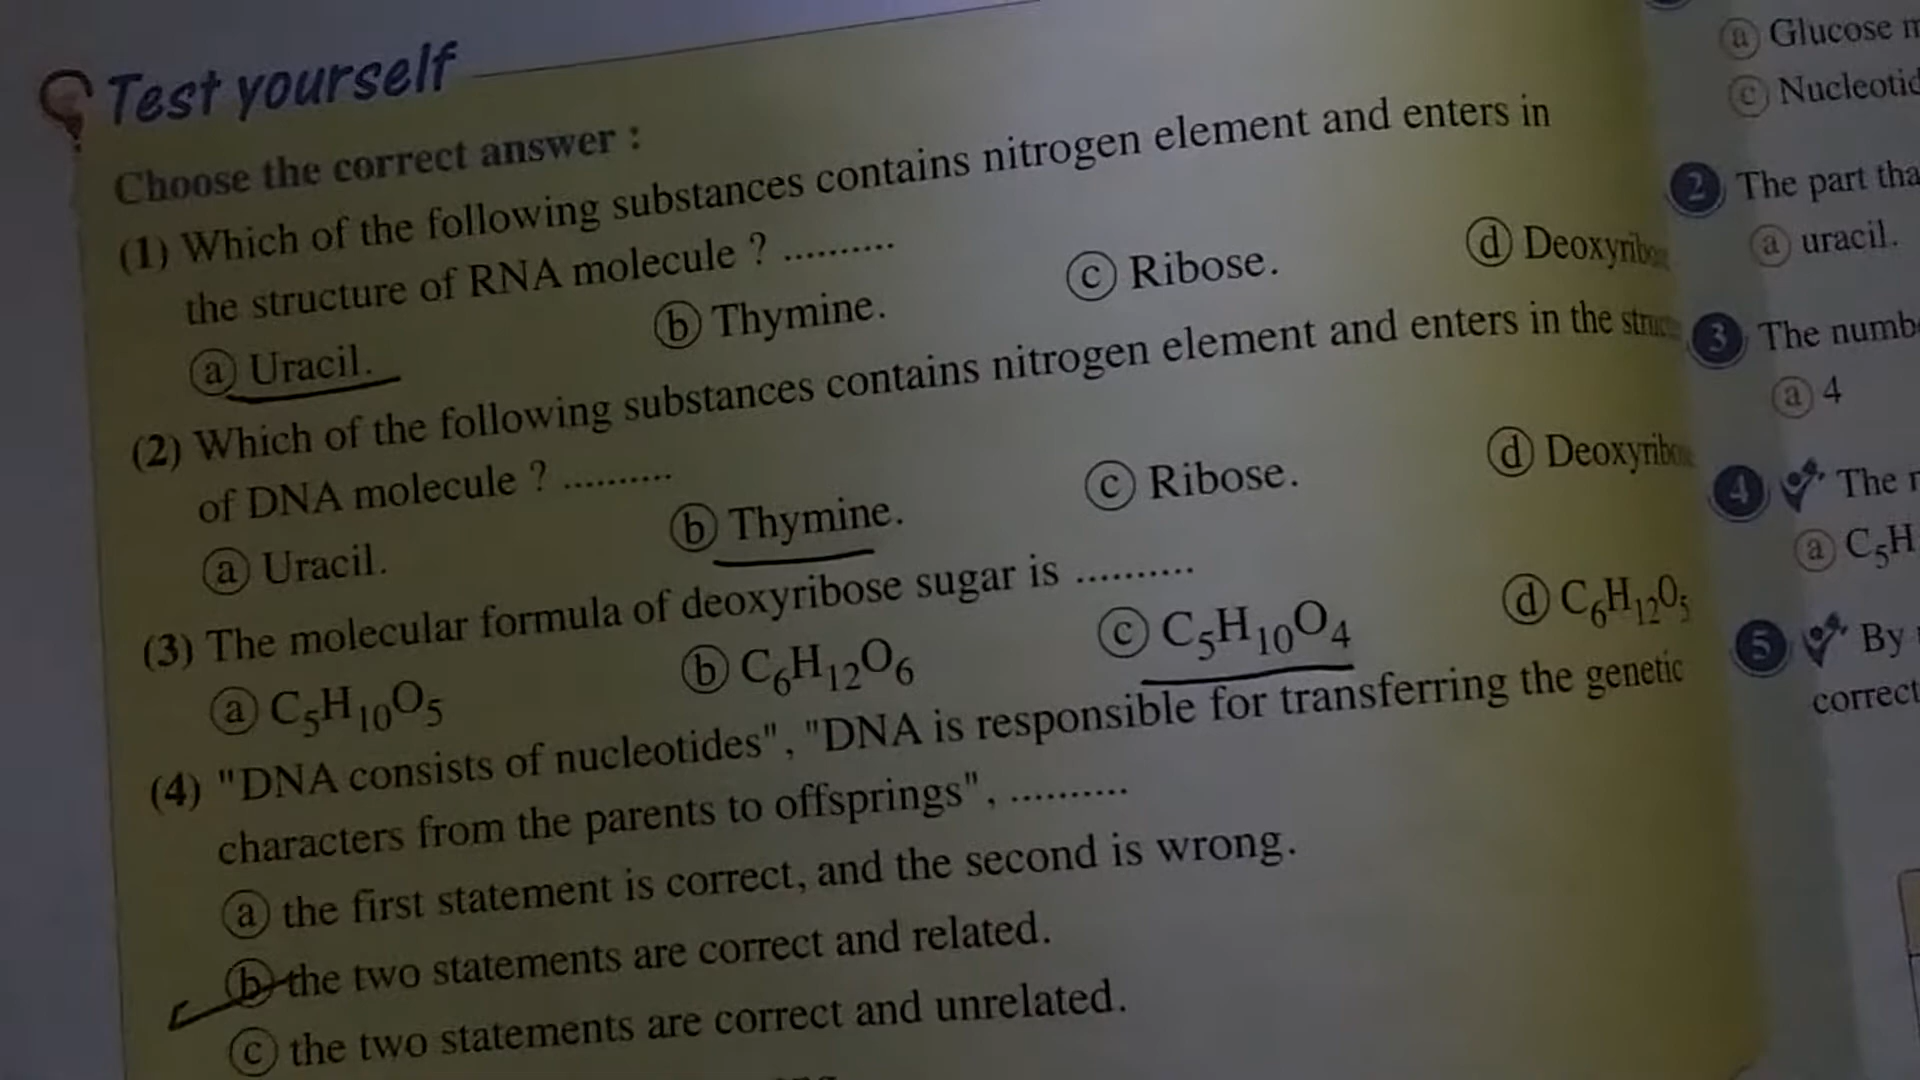 Test yourself
Choose the correct answer :
(1) Which of the following substances contains nitrogen element and enters in
the structure of RNA molecule ? ..........
a Uracil. b Thymine. c Ribose. d
(2) Which of the following substances contains nitrogen element and enters in the
of DNA molecule ? ..........
a Uracil. b Thymine. c Ribose. d
(3) The molecular formula of deoxyribose sugar is ..........
a C5H10O5 b C6H12O6 c C5H10O4 d C6H12O5
(4) "DNA consists of nucleotides", "DNA is responsible for transferring the genetic
characters from the parents to offsprings", ..........
a the first statement is correct, and the second is wrong.
b the two statements are correct and related.
c the two statements are correct and unrelated.
a Glucose
c
2 The part
a uracil.
3 The
a 4
4 The
a C5H
5 By